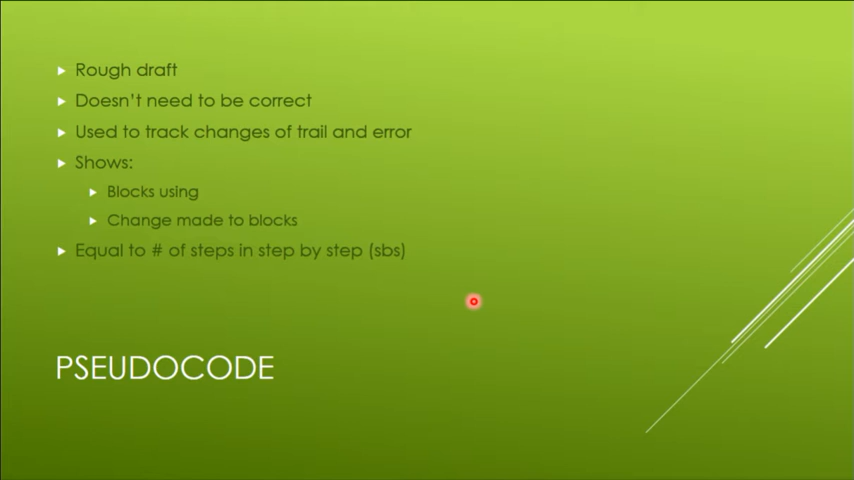 Rough draft
Doesn't need to be correct
Used to track changes of trail and error
Shows:
Blocks using
Change made to blocks
Equal to # of steps in step by step (sbs)
PSEUDOCODE